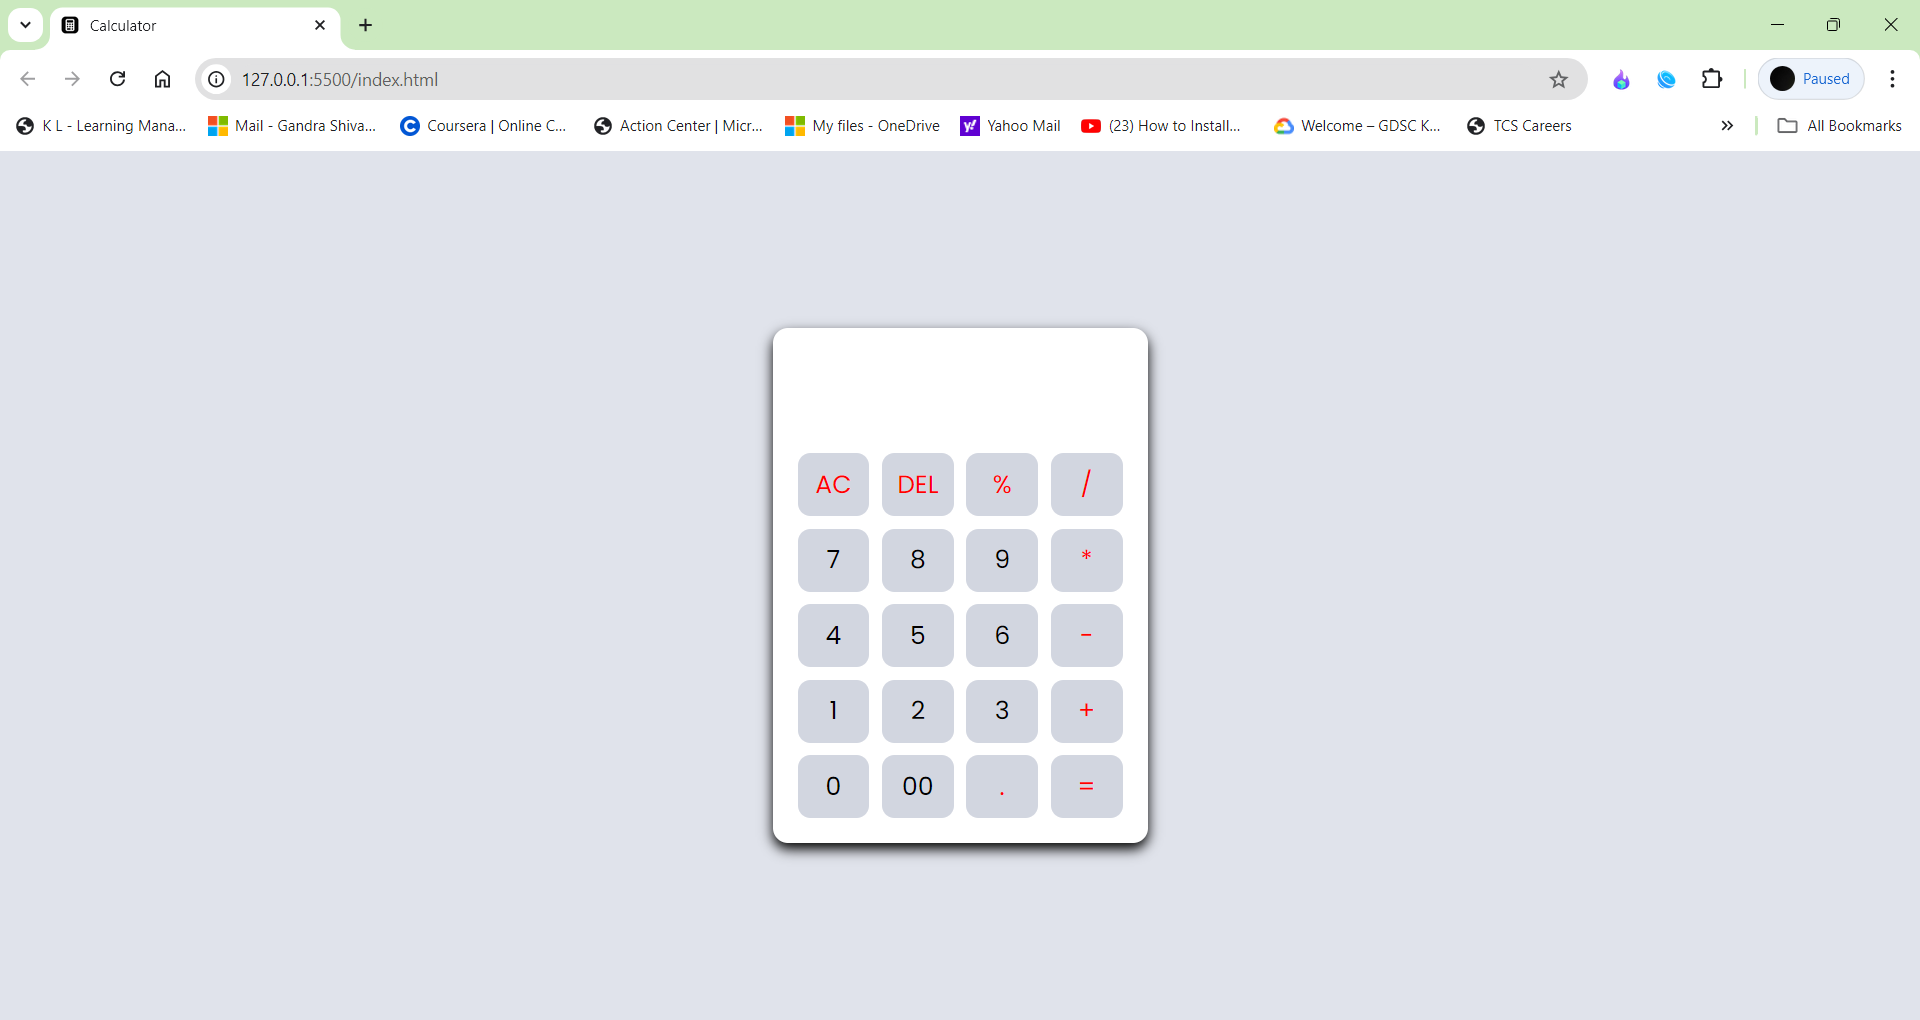 Calculator
127.0.0.1:5500/index.html
Paused
K L - Learning Mana...
Mail - Gandra Shiva...
Coursera | Online C...
Action Center | Micr...
My files - OneDrive
Yahoo Mail
(23) How to Install...
Welcome – GDSC K...
TCS Careers
All Bookmarks
AC DEL % /
7 8 9 *
4 5 6 -
1 2 3 +
0 00 . =